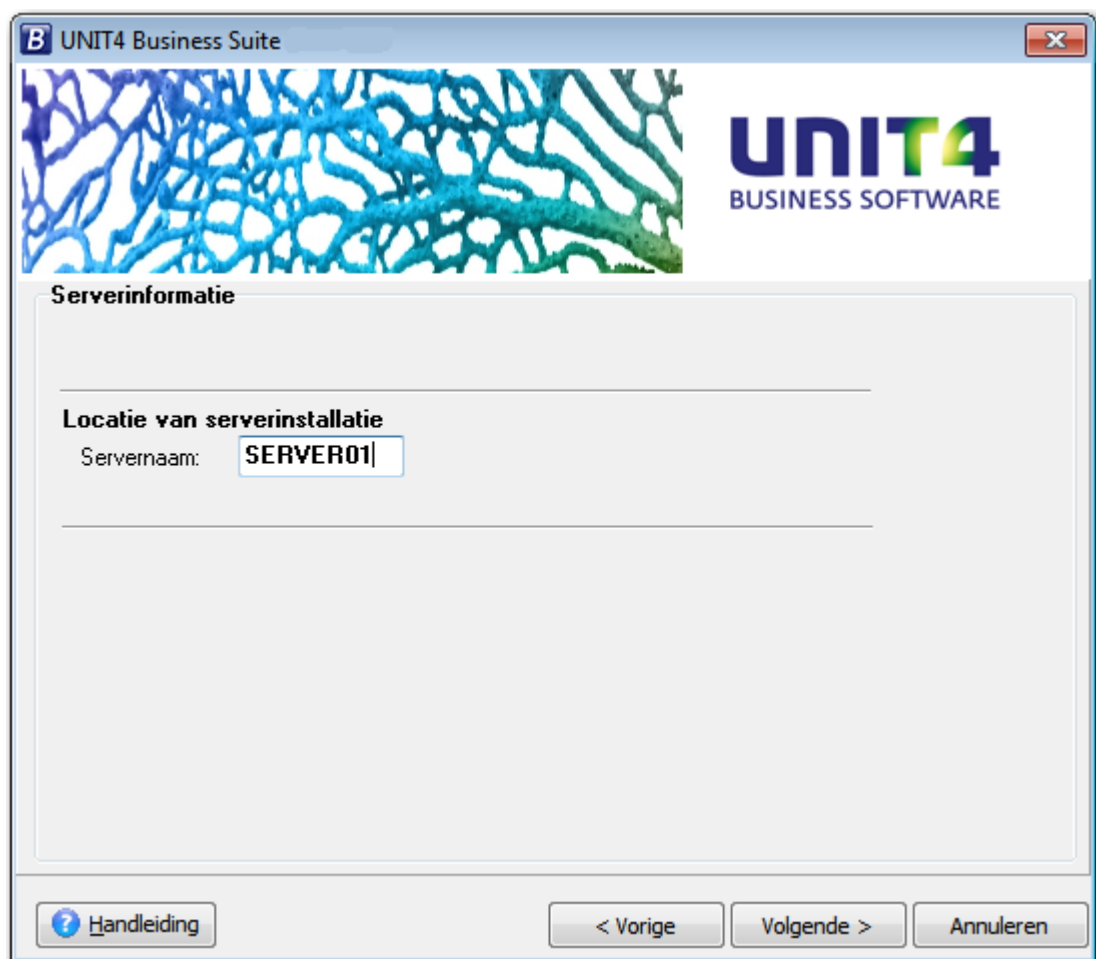 UNIT4 Business Suite
UNIT4
BUSINESS SOFTWARE
Serverinformatie
Locatie van serverinstallatie
Servernaam: SERVER01
Handleiding < Vorige Volgende > Annuleren